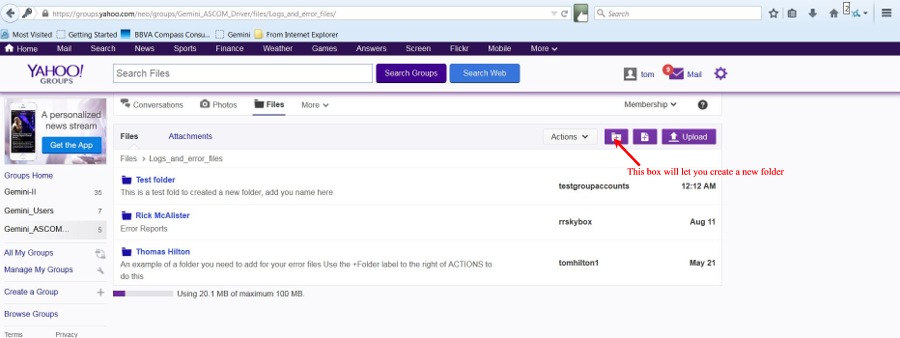 https://groups.yahoo.com/neo/groups/Gemini_ASCOM_Driver/files/Logs_and_error_files/
Search
2
Most Visited Getting Started BBVA Compass Consu... Gemini From Internet Explorer
Home Mail Search News Sports Finance Weather Games Answers Screen Flickr Mobile More
YAHOO! GROUPS
Search Files
Search Groups
Search Web
tom
9
Mail
A personalized
news stream
Get the App
Conversations Photos Files More
Membership
?
Files Attachments
Actions
Upload
Files > Logs_and_error_files
This box will let you create a new folder
Groups Home
Gemini-II 35
Gemini_Users 7
Gemini_ASCOM... 5
All My Groups
Manage My Groups
Create a Group +
Browse Groups
Terms Privacy
Test folder
This is a test fold to created a new folder, add you name here
testgroupaccounts 12:12 AM
Rick McAlister
Error Reports
rrskybox Aug 11
Thomas Hilton
An example of a folder you need to add for your error files Use the +Folder label to the right of ACTIONS to
do this
tomhilton1 May 21
Using 20.1 MB of maximum 100 MB.